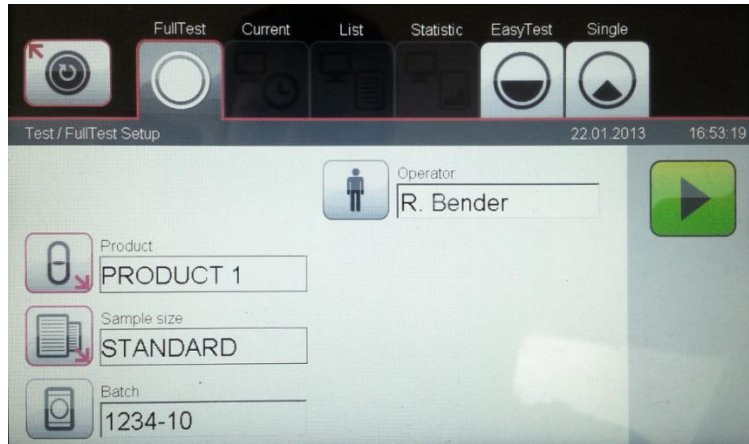 FullTest Current List Statistic EasyTest Single
Test / FullTest Setup 22.01.2013 16:53:19
Operator
R. Bender
Product
PRODUCT 1
Sample size
STANDARD
Batch
1234-10